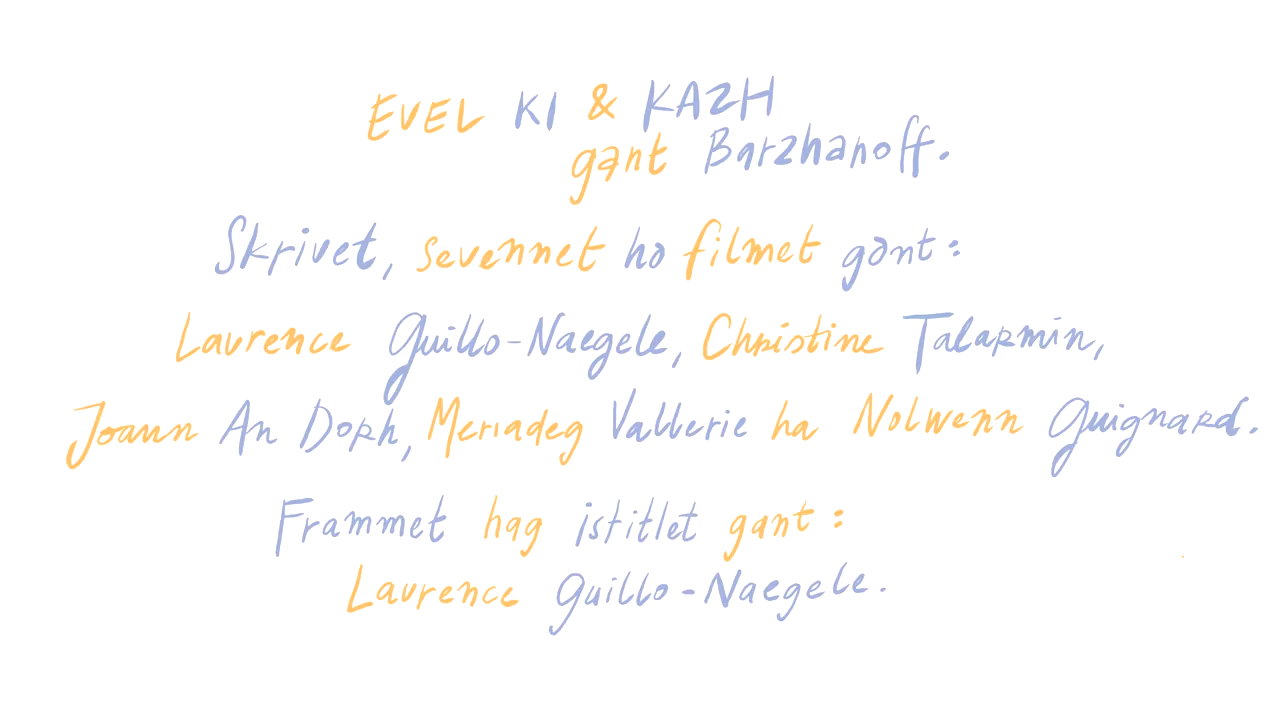 EVEL KI & KAZH
gant Barzhanoff.
Skrivet, sevennet ha filmet gant:
Laurence Guillo-Naegele, Christine Talarmin,
Joann An Dorh, Meriadeg Vallerie ha Nolwenn Guignard.
Frammet hag istitlet gant:
Laurence Guillo-Naegele.